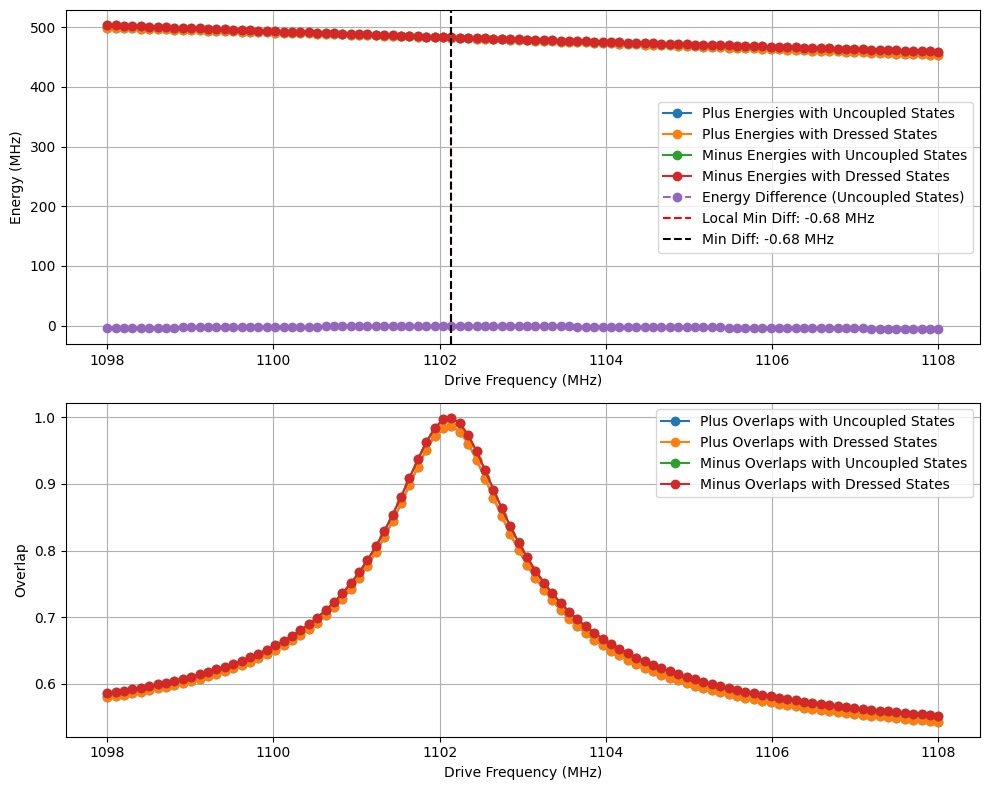 500
400
300
200
100
0
Energy (MHz)
Plus Energies with Uncoupled States
Plus Energies with Dressed States
Minus Energies with Uncoupled States
Minus Energies with Dressed States
Energy Difference (Uncoupled States)
Local Min Diff: -0.68 MHz
Min Diff: -0.68 MHz
1098 1100 1102 1104 1106 1108
Drive Frequency (MHz)
1.0
0.9
0.8
0.7
0.6
Overlap
Plus Overlaps with Uncoupled States
Plus Overlaps with Dressed States
Minus Overlaps with Uncoupled States
Minus Overlaps with Dressed States
1098 1100 1102 1104 1106 1108
Drive Frequency (MHz)